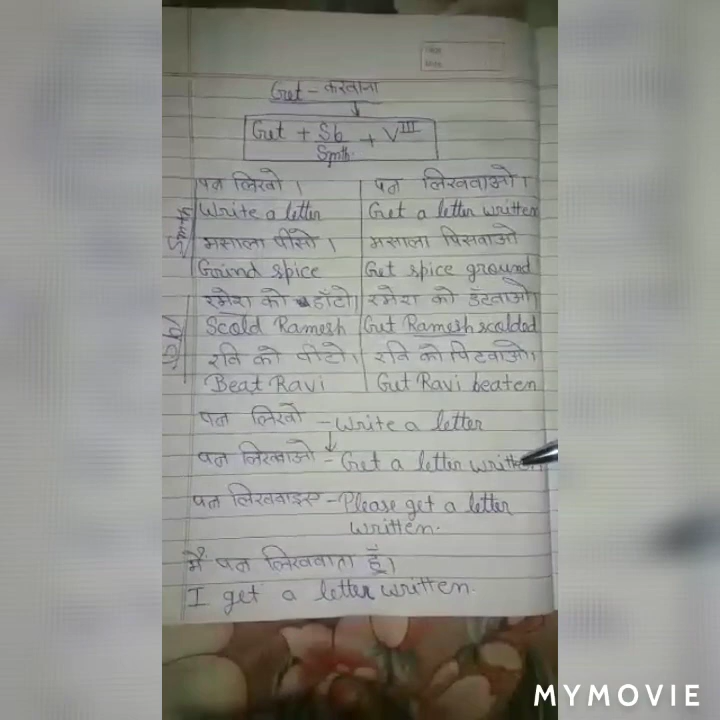 Get - करवाना
Get + Sb / Smth. + V III
पत्र लिखो । पत्र लिखवाओ ।
Write a letter Get a letter written
मसाला पीसो । मसाला पिसवाओ
Grind spice Get spice ground
रमेश को डाँटो । रमेश को डँटवाओ ।
Scold Ramesh Get Ramesh scolded
रवि को पीटो । रवि को पिटवाओ ।
Beat Ravi Get Ravi beaten
पत्र लिखो - Write a letter
पत्र लिखवाओ - Get a letter written
पत्र लिखवाइए - Please get a letter
written.
मैं पत्र लिखवाता हूँ।
I get a letter written.
MYMOVIE